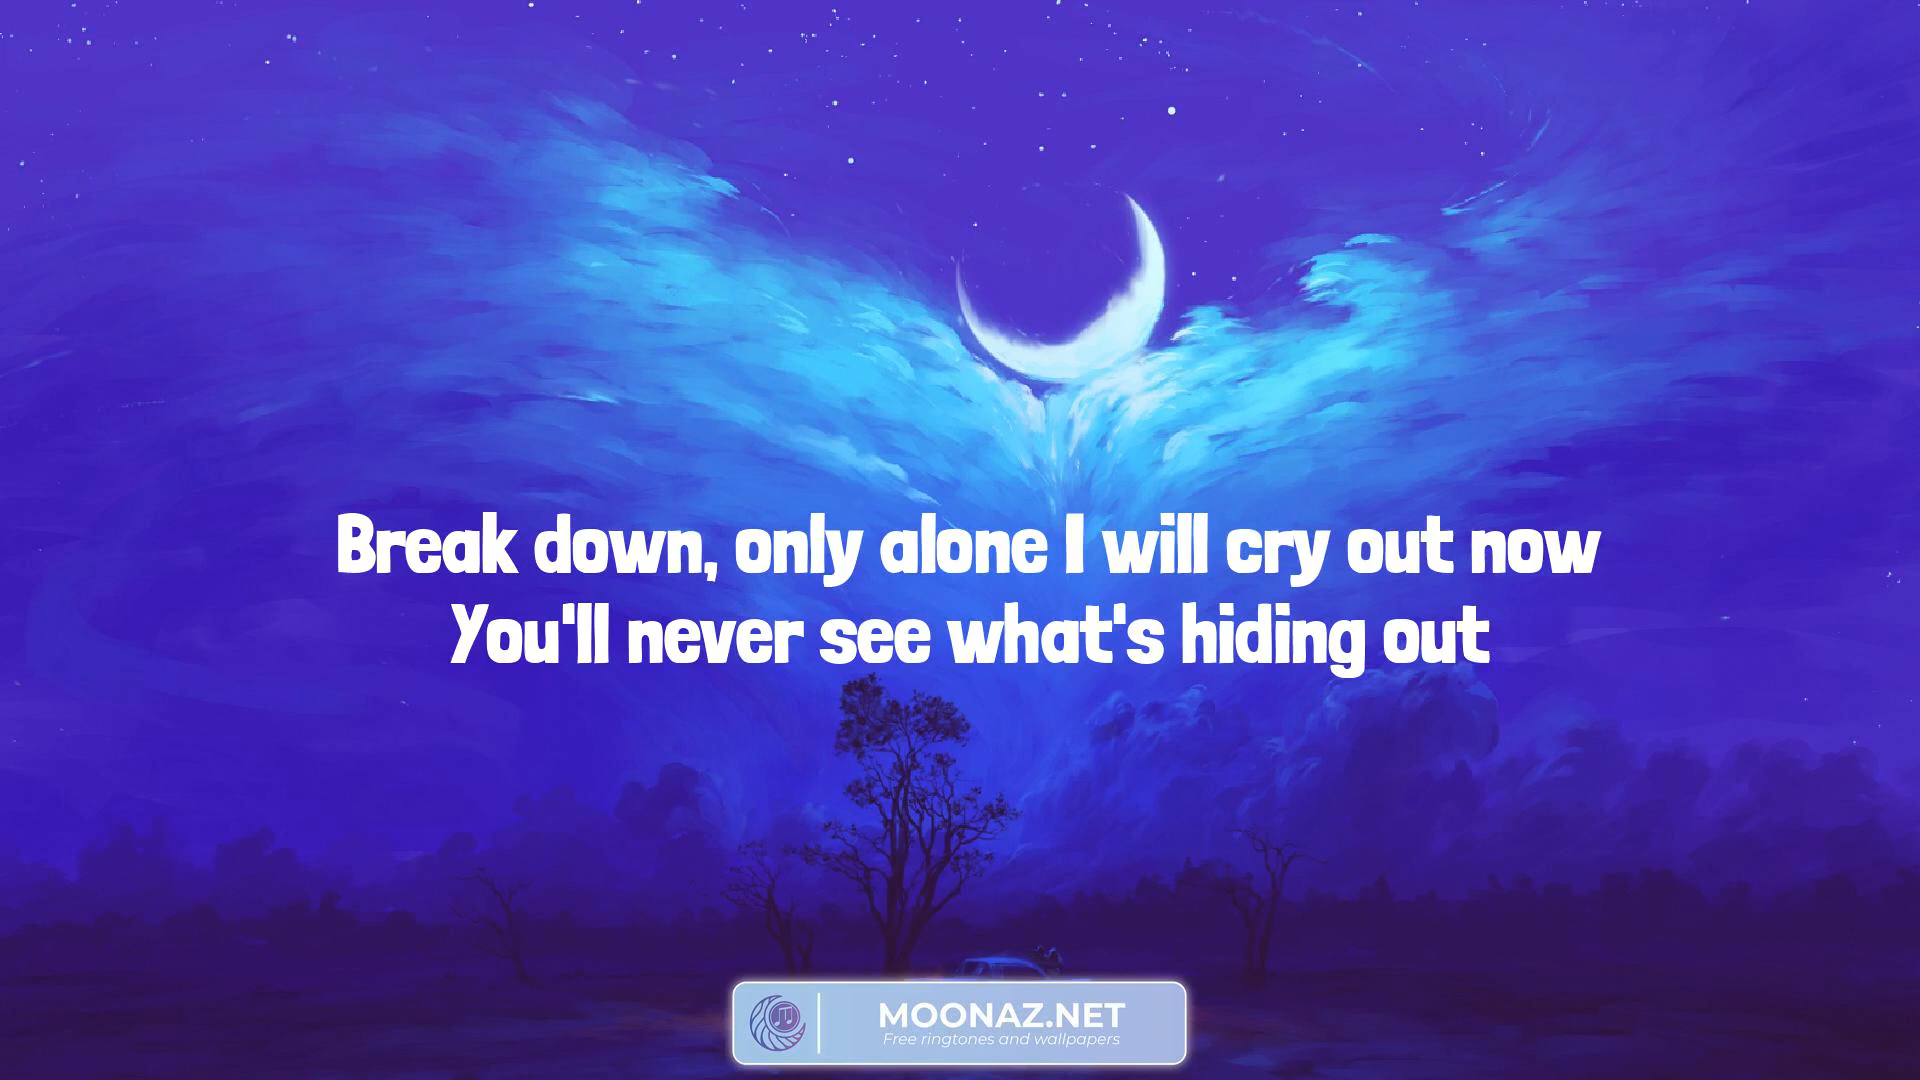 Break down, only alone I will cry out now
You'll never see what's hiding out
MOONAZ.NET
Free ringtones and wallpapers